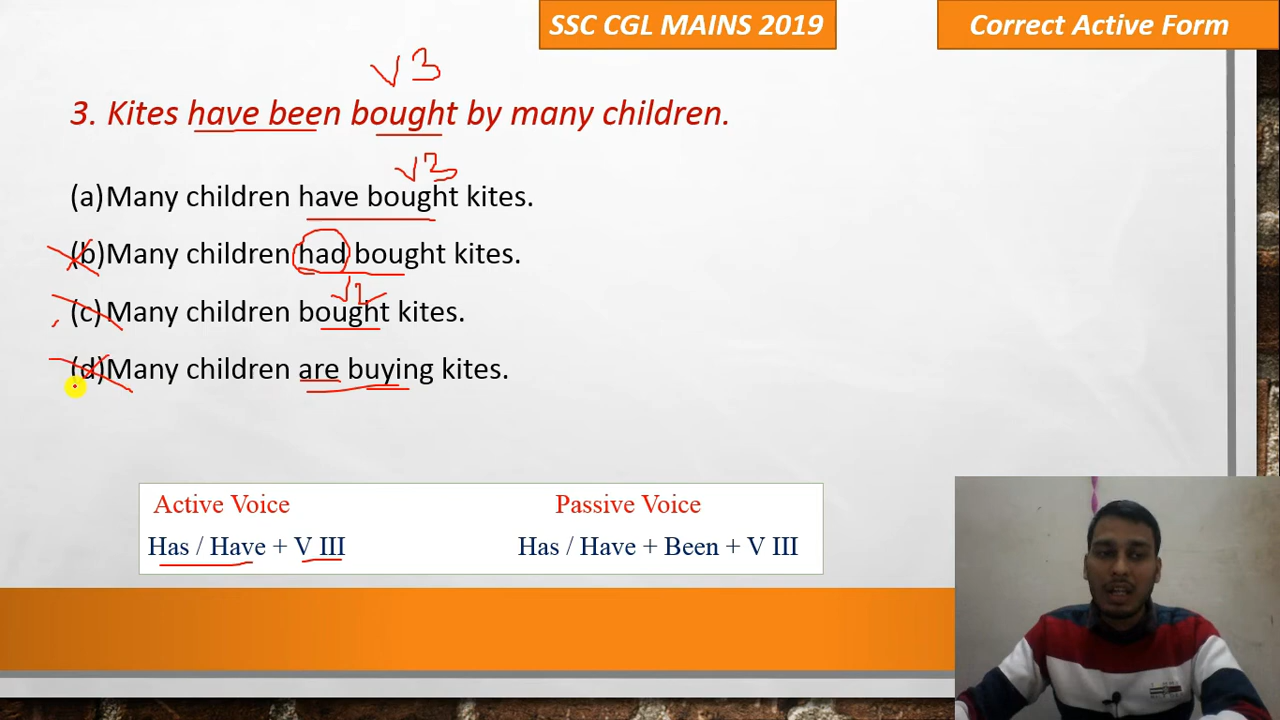 SSC CGL MAINS 2019
Correct Active Form
V3
3. Kites have been bought by many children.
V3
(a) Many children have bought kites.
(b) Many children had bought kites.
V2
(c) Many children bought kites.
(d) Many children are buying kites.
Active Voice Passive Voice
Has / Have + V III Has / Have + Been + V III